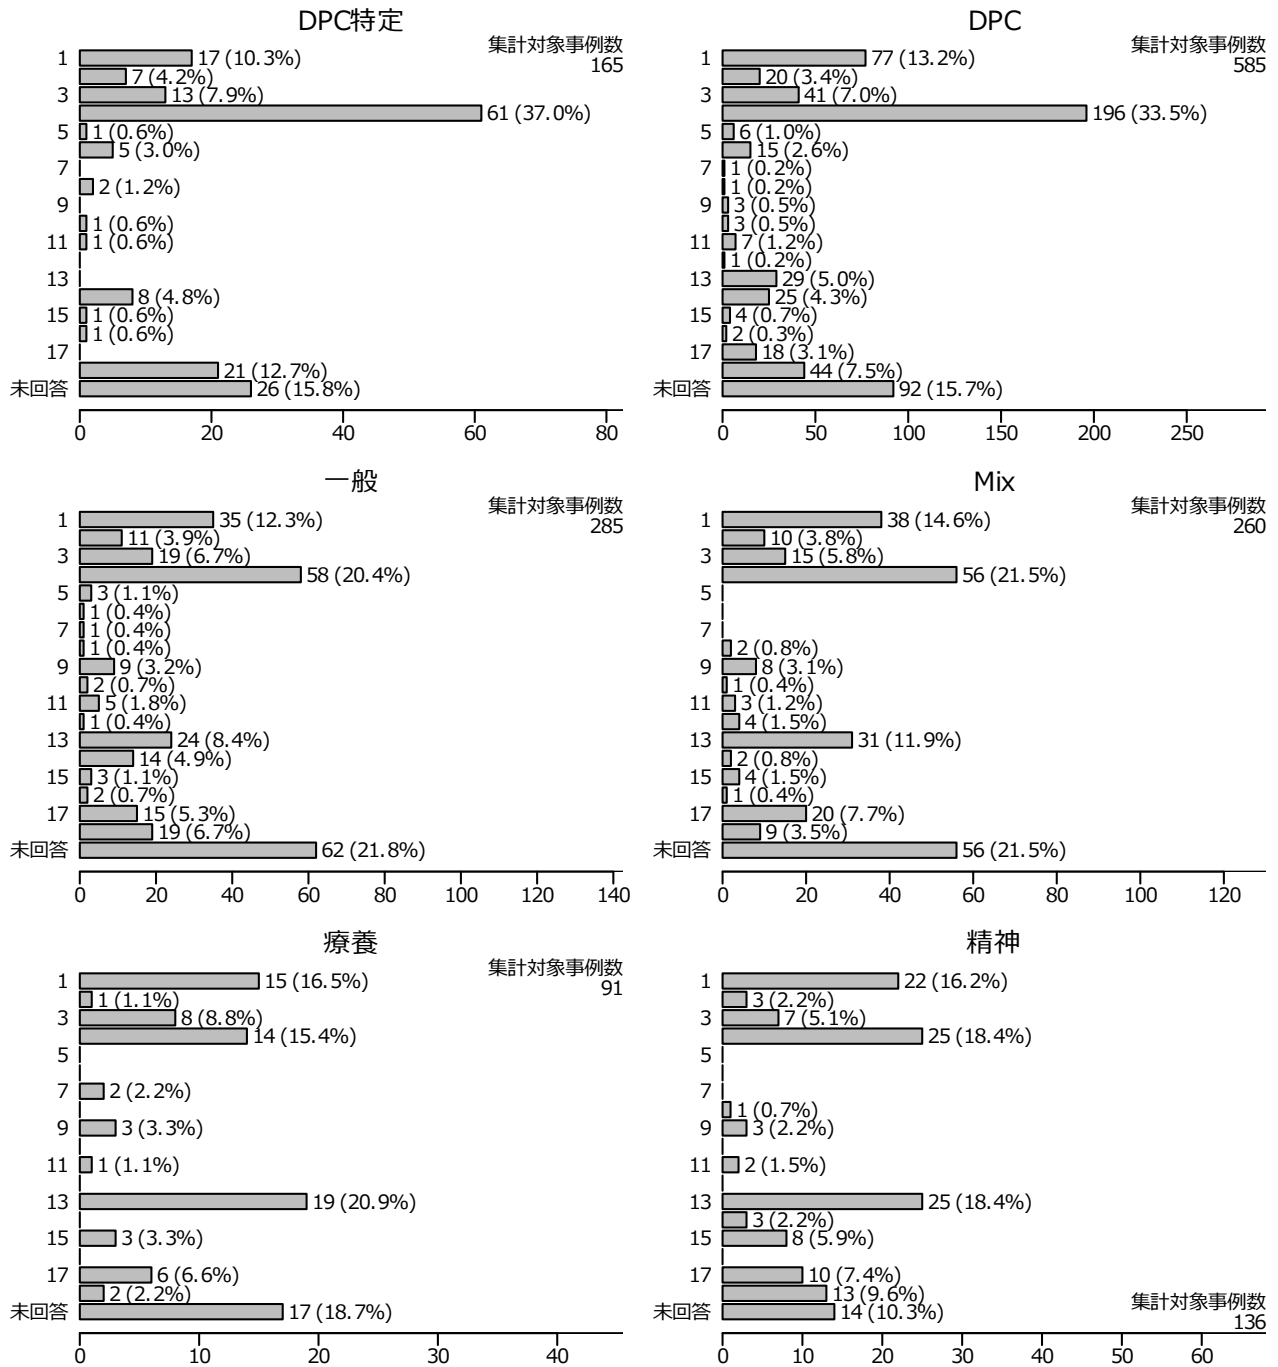 DPC特定
集計対象事例数
165
1 17 (10.3%)
7 (4.2%)
3 13 (7.9%)
61 (37.0%)
5 1 (0.6%)
5 (3.0%)
7
2 (1.2%)
9
1 (0.6%)
11 1 (0.6%)
13
8 (4.8%)
15 1 (0.6%)
1 (0.6%)
17
21 (12.7%)
未回答 26 (15.8%)
0 20 40 60 80
DPC
集計対象事例数
585
1 77 (13.2%)
20 (3.4%)
3 41 (7.0%)
196 (33.5%)
5 6 (1.0%)
15 (2.6%)
7 1 (0.2%)
1 (0.2%)
9 3 (0.5%)
3 (0.5%)
11 7 (1.2%)
1 (0.2%)
13 29 (5.0%)
25 (4.3%)
15 4 (0.7%)
2 (0.3%)
17 18 (3.1%)
44 (7.5%)
未回答 92 (15.7%)
0 50 100 150 200 250
一般
集計対象事例数
285
1 35 (12.3%)
11 (3.9%)
3 19 (6.7%)
58 (20.4%)
5 3 (1.1%)
1 (0.4%)
7 1 (0.4%)
1 (0.4%)
9 9 (3.2%)
2 (0.7%)
11 5 (1.8%)
1 (0.4%)
13 24 (8.4%)
14 (4.9%)
15 3 (1.1%)
2 (0.7%)
17 15 (5.3%)
19 (6.7%)
未回答 62 (21.8%)
0 20 40 60 80 100 120 140
Mix
集計対象事例数
260
1 38 (14.6%)
10 (3.8%)
3 15 (5.8%)
56 (21.5%)
5
7
2 (0.8%)
9 8 (3.1%)
1 (0.4%)
11 3 (1.2%)
4 (1.5%)
13 31 (11.9%)
2 (0.8%)
15 4 (1.5%)
1 (0.4%)
17 20 (7.7%)
9 (3.5%)
未回答 56 (21.5%)
0 20 40 60 80 100 120
療養
集計対象事例数
91
1 15 (16.5%)
1 (1.1%)
3 8 (8.8%)
14 (15.4%)
5
7 2 (2.2%)
9 3 (3.3%)
11 1 (1.1%)
13 19 (20.9%)
15 3 (3.3%)
17 6 (6.6%)
2 (2.2%)
未回答 17 (18.7%)
0 10 20 30 40
精神
1 22 (16.2%)
3 (2.2%)
3 7 (5.1%)
25 (18.4%)
5
7
1 (0.7%)
9 3 (2.2%)
11 2 (1.5%)
13 25 (18.4%)
3 (2.2%)
15 8 (5.9%)
17 10 (7.4%)
13 (9.6%)
未回答 14 (10.3%)
集計対象事例数
136
0 10 20 30 40 50 60